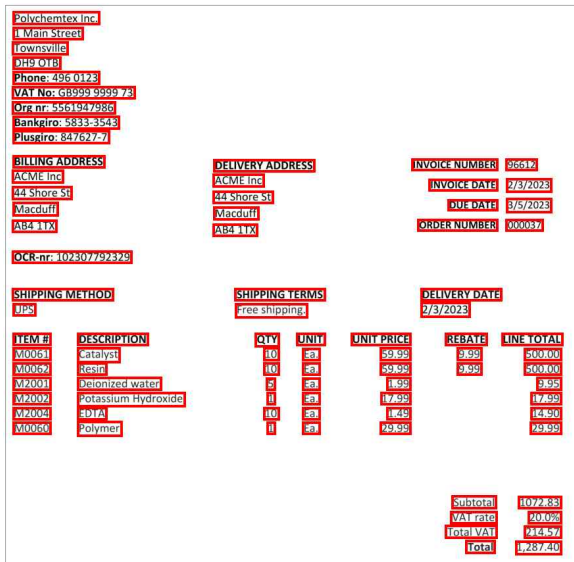 Polychemtex Inc.
1 Main Street
Townsville
DH9 OTB
Phone: 496 0123
VAT No: GB999 9999 73
Org nr: 5561947986
Bankgiro: 5833-3543
Plusgiro: 847627-7
BILLING ADDRESS
ACME Inc
44 Shore St
Macduff
AB4 1TX
DELIVERY ADDRESS
ACME Inc
44 Shore St
Macduff
AB4 1TX
INVOICE NUMBER 96612
INVOICE DATE 2/3/2023
DUE DATE 3/5/2023
ORDER NUMBER 000037
OCR-nr: 102307792329
SHIPPING METHOD SHIPPING TERMS DELIVERY DATE
UPS Free shipping. 2/3/2023
ITEM # DESCRIPTION QTY UNIT UNIT PRICE REBATE LINE TOTAL
M0061 Catalyst 10 Ea. 59.99 9.99 500.00
M0062 Resin 10 Ea. 59.99 9.99 500.00
M2001 Deionized water 5 Ea. 1.99 9.95
M2002 Potassium Hydroxide 1 Ea. 17.99 17.99
M2004 EDTA 10 Ea. 1.49 14.90
M0060 Polymer 1 Ea. 29.99 29.99
Subtotal 1072.83
VAT rate 20.0%
Total VAT 214.57
Total 1,287.40